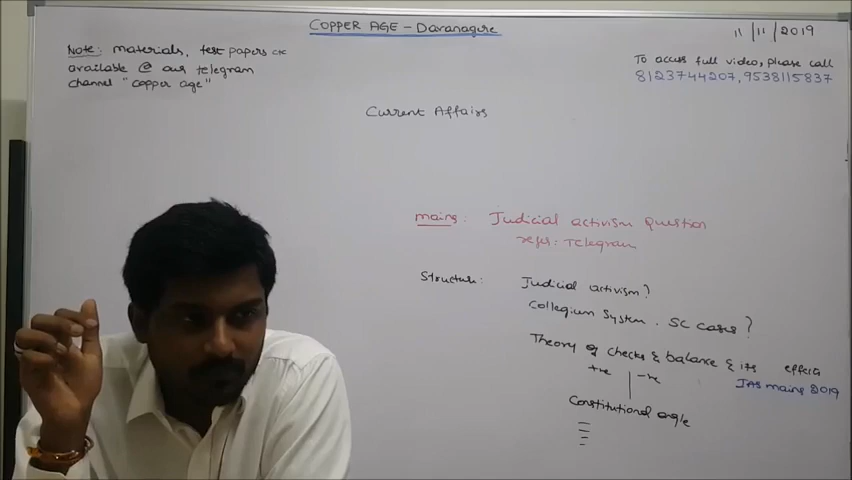 COPPER AGE - Davanagere
11/11/2019
Note: materials, test papers etc
available @ our telegram
channel "copper age"
To access full video, please call
8123744207, 9538115837
Current Affairs
mains: Judicial activism Question
refer: Telegram
Structure: Judicial activism?
Collegium System. SC cases?
Theory of checks & balance & its effects
+ve | -ve
IAS mains 2019
Constitutional angle